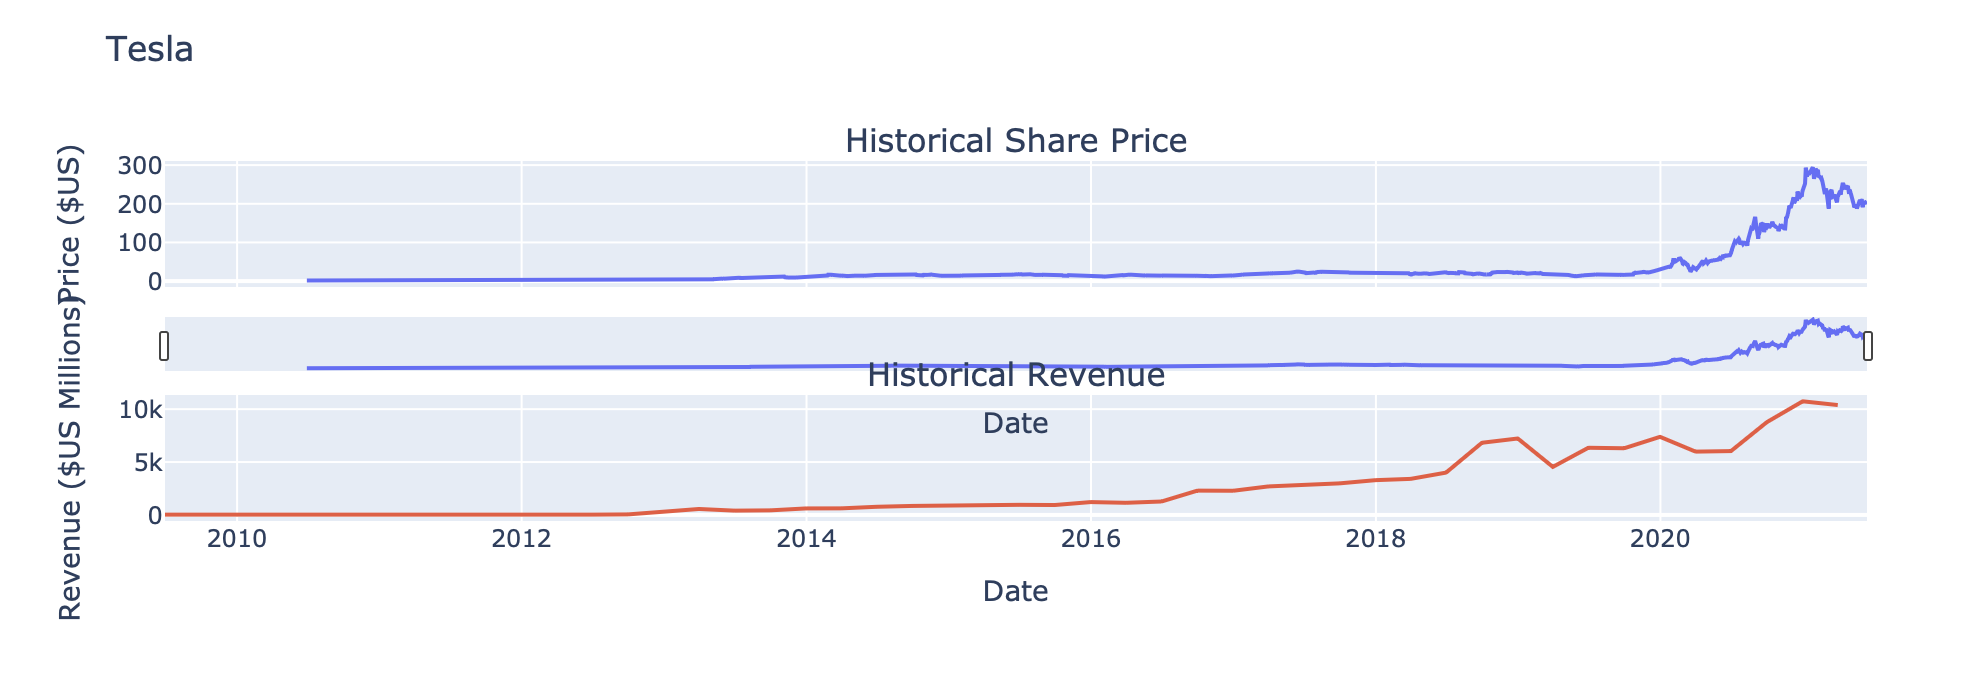 Tesla
Historical Share Price
Price ($US)
300
200
100
0
Historical Revenue
Revenue ($US Millions)
10k
5k
0
Date
2010 2012 2014 2016 2018 2020
Date